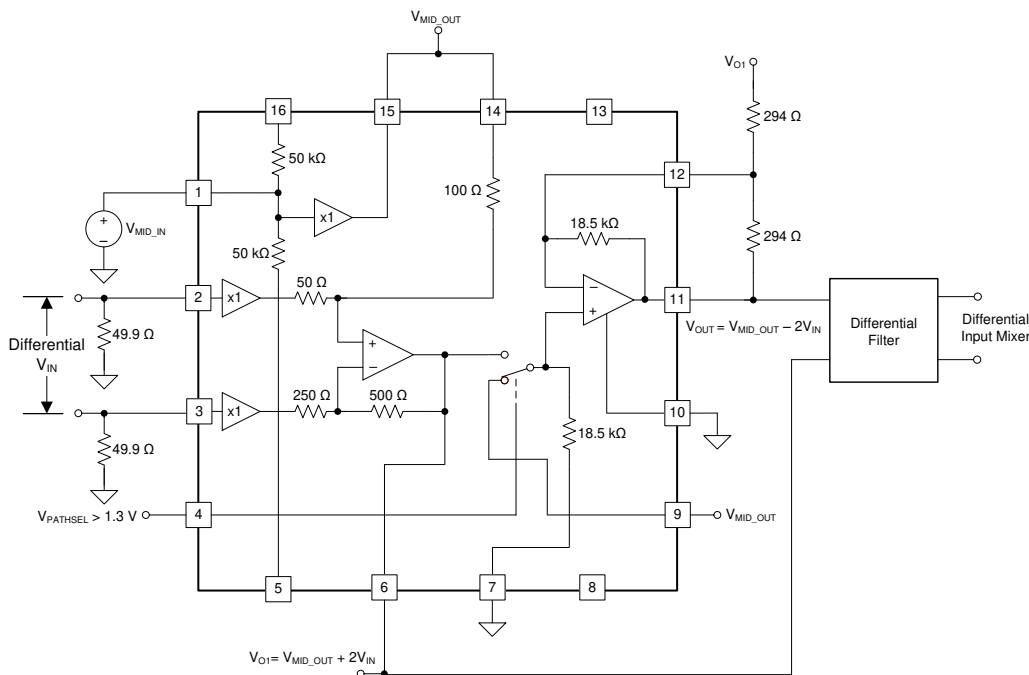 V_MID_OUT
V_O1
16
15
14
13
294 Ω
50 kΩ
100 Ω
12
1
x1
18.5 kΩ
294 Ω
+
−
V_MID_IN
50 kΩ
2
x1
50 Ω
−
+
11
V_OUT = V_MID_OUT − 2V_IN
Differential
Filter
Differential
Input Mixer
Differential
V_IN
49.9 Ω
+
−
3
x1
250 Ω
500 Ω
10
49.9 Ω
18.5 kΩ
V_PATHSEL > 1.3 V
4
9
V_MID_OUT
5
6
7
8
V_O1= V_MID_OUT + 2V_IN